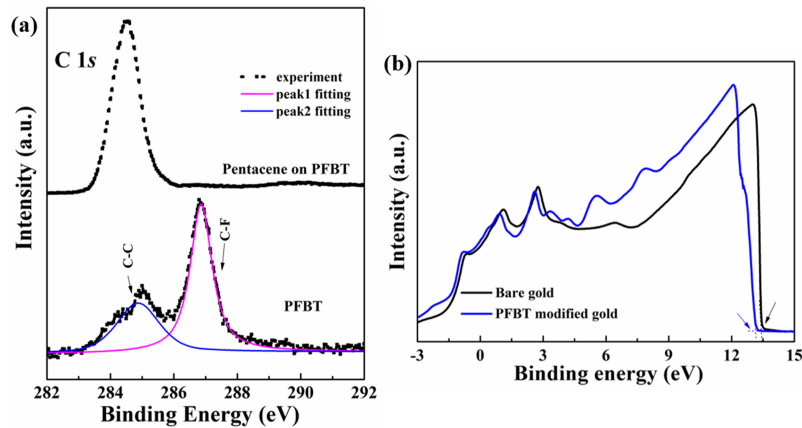 (a)
C 1s
experiment
peak1 fitting
peak2 fitting
Pentacene on PFBT
C-C
C-F
PFBT
Intensity (a.u.)
282 284 286 288 290 292
Binding Energy (eV)
(b)
Intensity (a.u.)
Bare gold
PFBT modified gold
-3 0 3 6 9 12 15
Binding energy (eV)